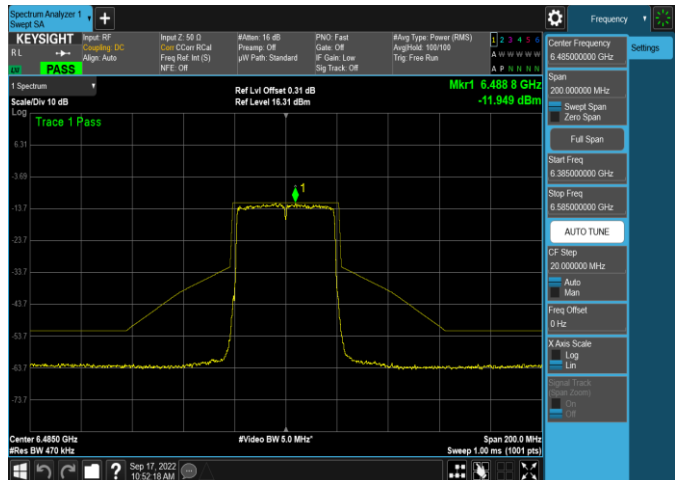 Spectrum Analyzer 1
Swept SA
Frequency
KEYSIGHT
Input: RF
Input Z: 50 Ω
#Atten: 16 dB
PNO: Fast
#Avg Type: Power (RMS)
1 2 3 4 5 6
RL
Coupling: DC
Corr CCorr RCal
Preamp: Off
Gate: Off
Avg|Hold: 100/100
Align: Auto
Freq Ref: Int (S)
µW Path: Standard
IF Gain: Low
Trig: Free Run
A W W W W W
PASS
NFE: Off
Sig Track: Off
A P N N N N
1 Spectrum
Ref Lvl Offset 0.31 dB
Mkr1 6.488 8 GHz
Scale/Div 10 dB
Ref Level 16.31 dBm
-11.949 dBm
Log
Trace 1 Pass
6.31
-3.69
1
-13.7
-23.7
-33.7
-43.7
-53.7
-63.7
-73.7
Center 6.4850 GHz
#Video BW 5.0 MHz*
Span 200.0 MHz
#Res BW 470 kHz
Sweep 1.00 ms (1001 pts)
Sep 17, 2022
10:52:18 AM
Center Frequency
6.485000000 GHz
Settings
Span
200.000000 MHz
Swept Span
Zero Span
Full Span
Start Freq
6.385000000 GHz
Stop Freq
6.585000000 GHz
AUTO TUNE
CF Step
20.000000 MHz
Auto
Man
Freq Offset
0 Hz
X Axis Scale
Log
Lin
Signal Track
(Span Zoom)
On
Off